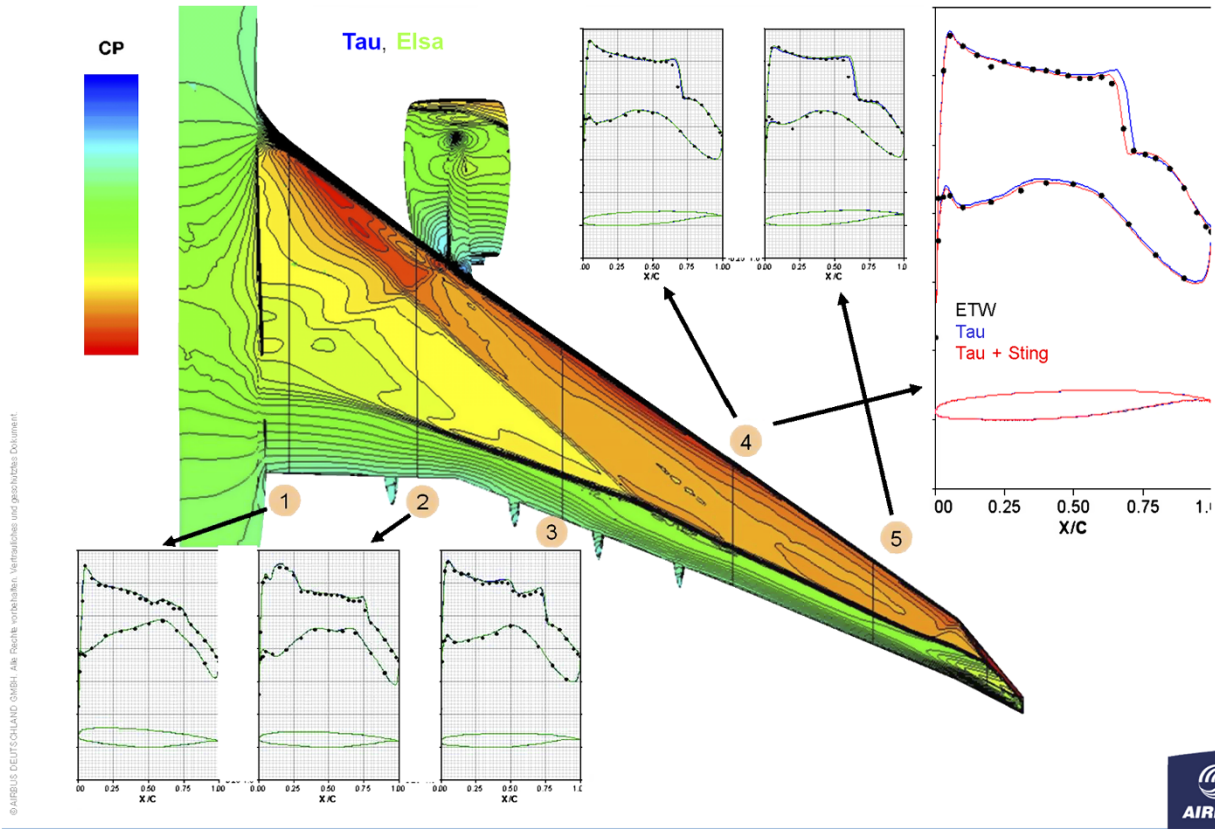 CP
Tau, Elsa
0.00 0.25 0.50 0.75 1.0
X/C
0.00 0.25 0.50 0.75 1.0
X/C
ETW
Tau
Tau + Sting
0.00 0.25 0.50 0.75 1.
X/C
1
2
3
4
5
0.00 0.25 0.50 0.75 1.00
X/C
0.00 0.25 0.50 0.75 1.00
X/C
0.00 0.25 0.50 0.75 1.00
X/C
© AIRBUS DEUTSCHLAND GMBH. Alle Rechte vorbehalten. Vertrauliches und geschütztes Dokument.